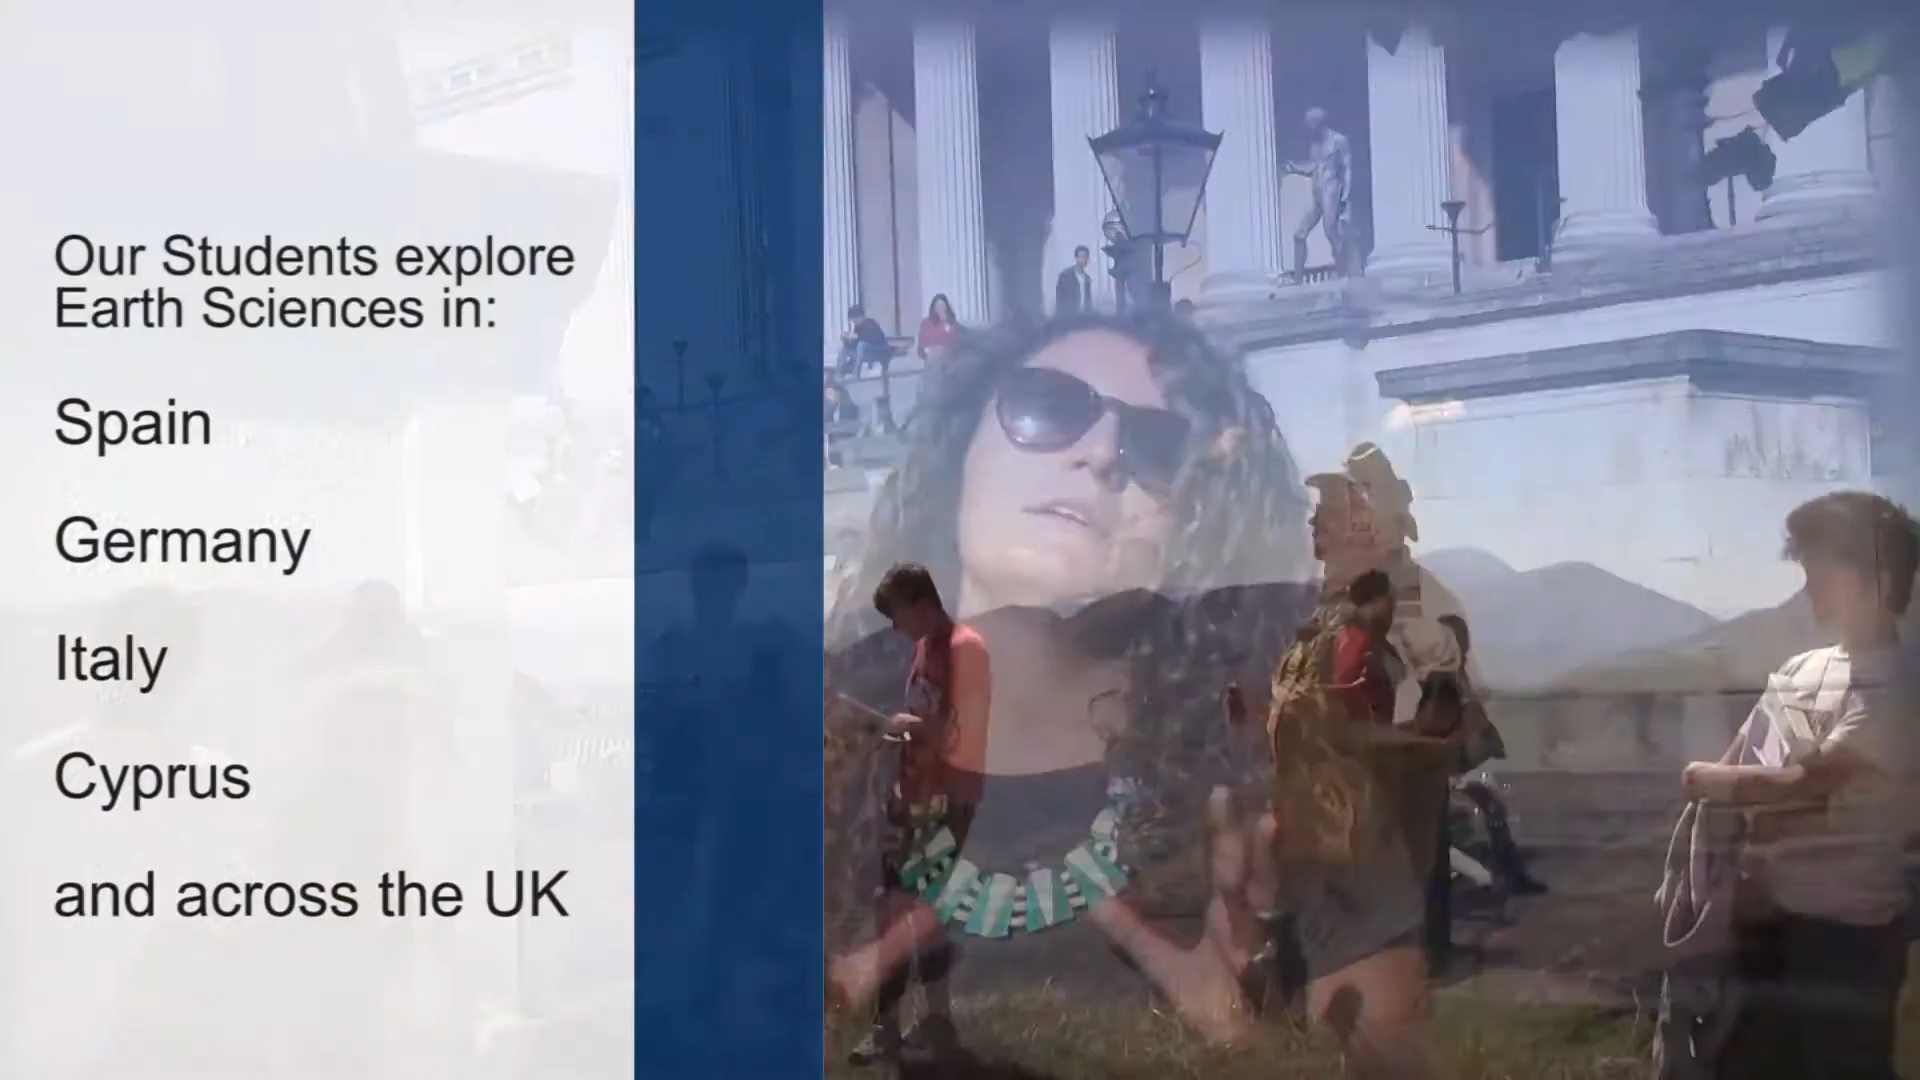 Our Students explore
Earth Sciences in:
Spain
Germany
Italy
Cyprus
and across the UK